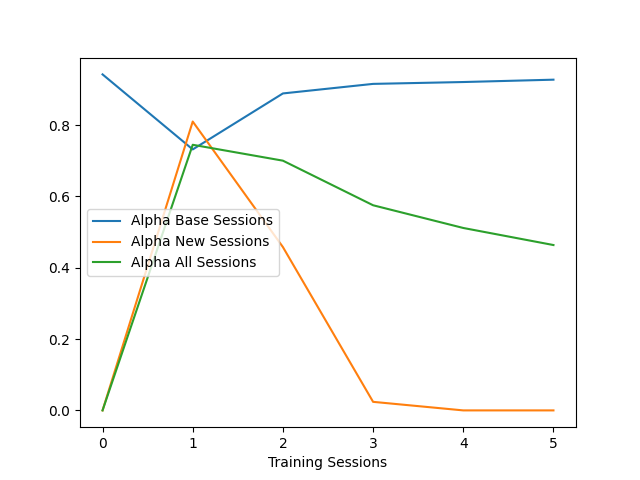 0.8
0.6
0.4
0.2
0.0
Alpha Base Sessions
Alpha New Sessions
Alpha All Sessions
0 1 2 3 4 5
Training Sessions